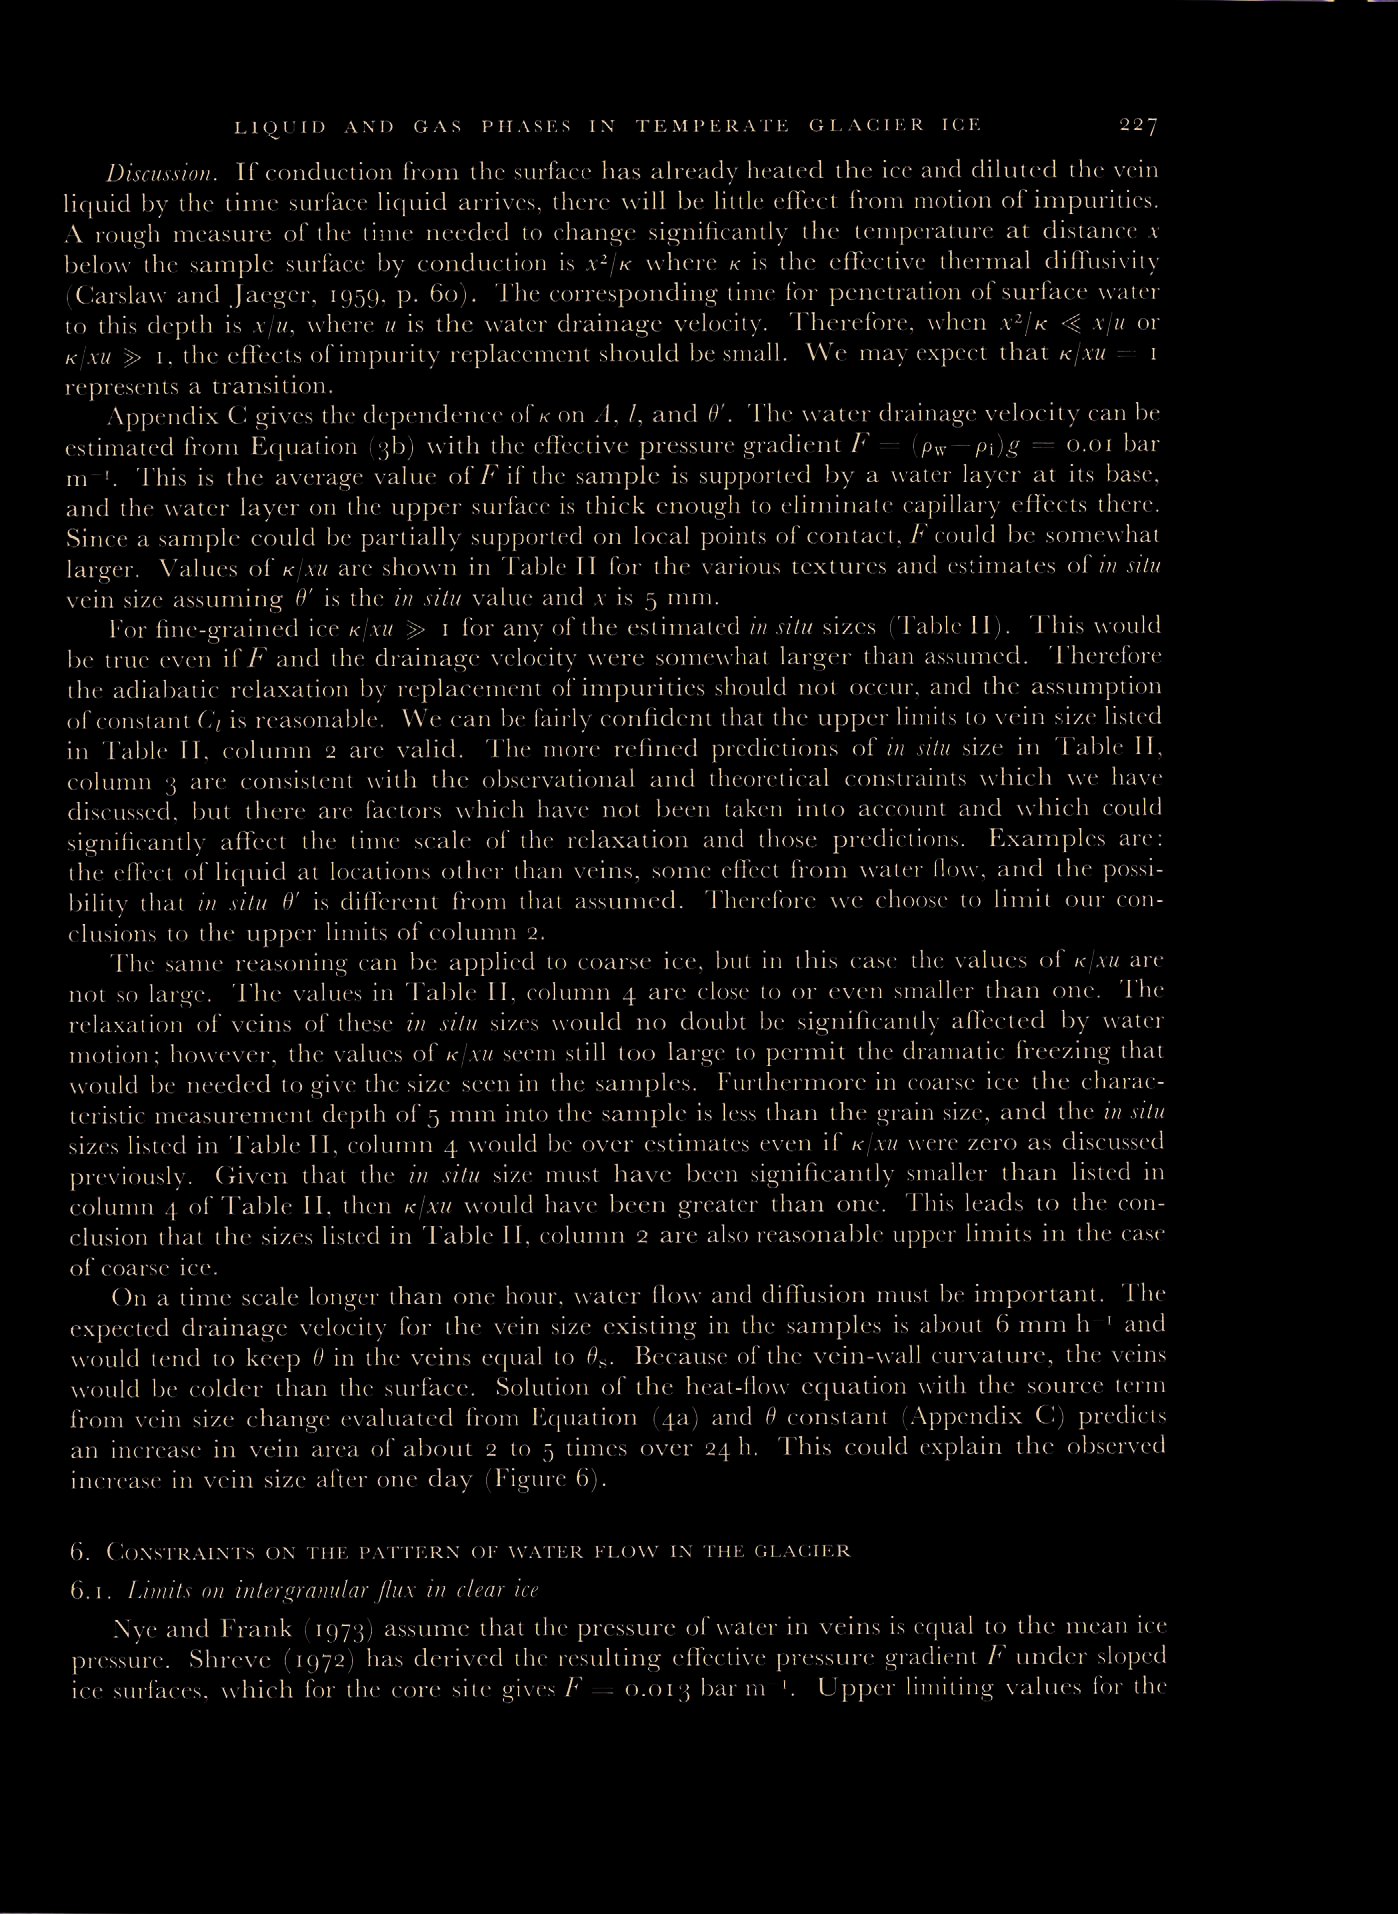 LIQUID AND GAS PHASES IN TEMPERATE GLACIER ICE 227
Discussion. If conduction from the surface has already heated the ice and diluted the vein
liquid by the time surface liquid arrives, there will be little effect from motion of impurities.
A rough measure of the time needed to change significantly the temperature at distance x
below the sample surface by conduction is x²/κ where κ is the effective thermal diffusivity
(Carslaw and Jaeger, 1959, p. 60). The corresponding time for penetration of surface water
to this depth is x/u, where u is the water drainage velocity. Therefore, when x²/κ ≪ x/u or
κ/xu ≫ 1, the effects of impurity replacement should be small. We may expect that κ/xu = 1
represents a transition.
Appendix C gives the dependence of κ on A, l, and θ′. The water drainage velocity can be
estimated from Equation (3b) with the effective pressure gradient F = (ρw—ρi)g = 0.01 bar
m⁻¹. This is the average value of F if the sample is supported by a water layer at its base,
and the water layer on the upper surface is thick enough to eliminate capillary effects there.
Since a sample could be partially supported on local points of contact, F could be somewhat
larger. Values of κ/xu are shown in Table II for the various textures and estimates of in situ
vein size assuming θ′ is the in situ value and x is 5 mm.
For fine-grained ice κ/xu ≫ 1 for any of the estimated in situ sizes (Table II). This would
be true even if F and the drainage velocity were somewhat larger than assumed. Therefore
the adiabatic relaxation by replacement of impurities should not occur, and the assumption
of constant Cl is reasonable. We can be fairly confident that the upper limits to vein size listed
in Table II, column 2 are valid. The more refined predictions of in situ size in Table II,
column 3 are consistent with the observational and theoretical constraints which we have
discussed, but there are factors which have not been taken into account and which could
significantly affect the time scale of the relaxation and those predictions. Examples are:
the effect of liquid at locations other than veins, some effect from water flow, and the possi-
bility that in situ θ′ is different from that assumed. Therefore we choose to limit our con-
clusions to the upper limits of column 2.
The same reasoning can be applied to coarse ice, but in this case the values of κ/xu are
not so large. The values in Table II, column 4 are close to or even smaller than one. The
relaxation of veins of these in situ sizes would no doubt be significantly affected by water
motion; however, the values of κ/xu seem still too large to permit the dramatic freezing that
would be needed to give the size seen in the samples. Furthermore in coarse ice the charac-
teristic measurement depth of 5 mm into the sample is less than the grain size, and the in situ
sizes listed in Table II, column 4 would be over estimates even if κ/xu were zero as discussed
previously. Given that the in situ size must have been significantly smaller than listed in
column 4 of Table II, then κ/xu would have been greater than one. This leads to the con-
clusion that the sizes listed in Table II, column 2 are also reasonable upper limits in the case
of coarse ice.
On a time scale longer than one hour, water flow and diffusion must be important. The
expected drainage velocity for the vein size existing in the samples is about 6 mm h⁻¹ and
would tend to keep θ in the veins equal to θs. Because of the vein-wall curvature, the veins
would be colder than the surface. Solution of the heat-flow equation with the source term
from vein size change evaluated from Equation (4a) and θ constant (Appendix C) predicts
an increase in vein area of about 2 to 5 times over 24 h. This could explain the observed
increase in vein size after one day (Figure 6).
6. CONSTRAINTS ON THE PATTERN OF WATER FLOW IN THE GLACIER
6.1. Limits on intergranular flux in clear ice
Nye and Frank (1973) assume that the pressure of water in veins is equal to the mean ice
pressure. Shreve (1972) has derived the resulting effective pressure gradient F under sloped
ice surfaces, which for the core site gives F = 0.013 bar m⁻¹. Upper limiting values for the